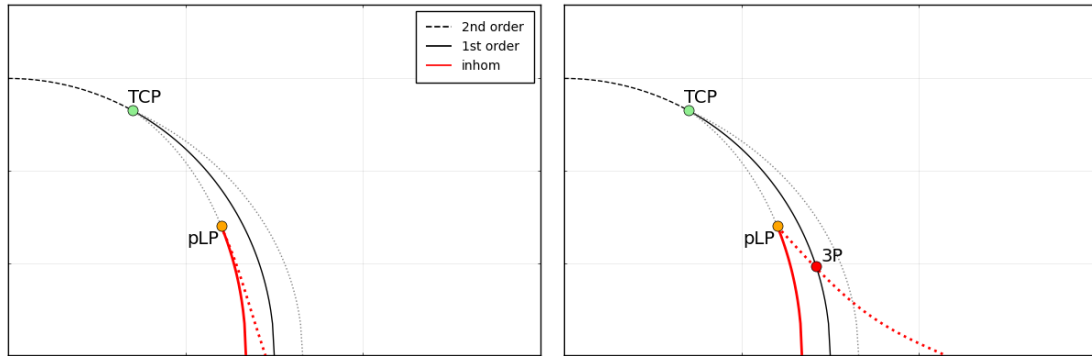 2nd order
1st order
inhom
TCP
pLP
TCP
pLP
3P